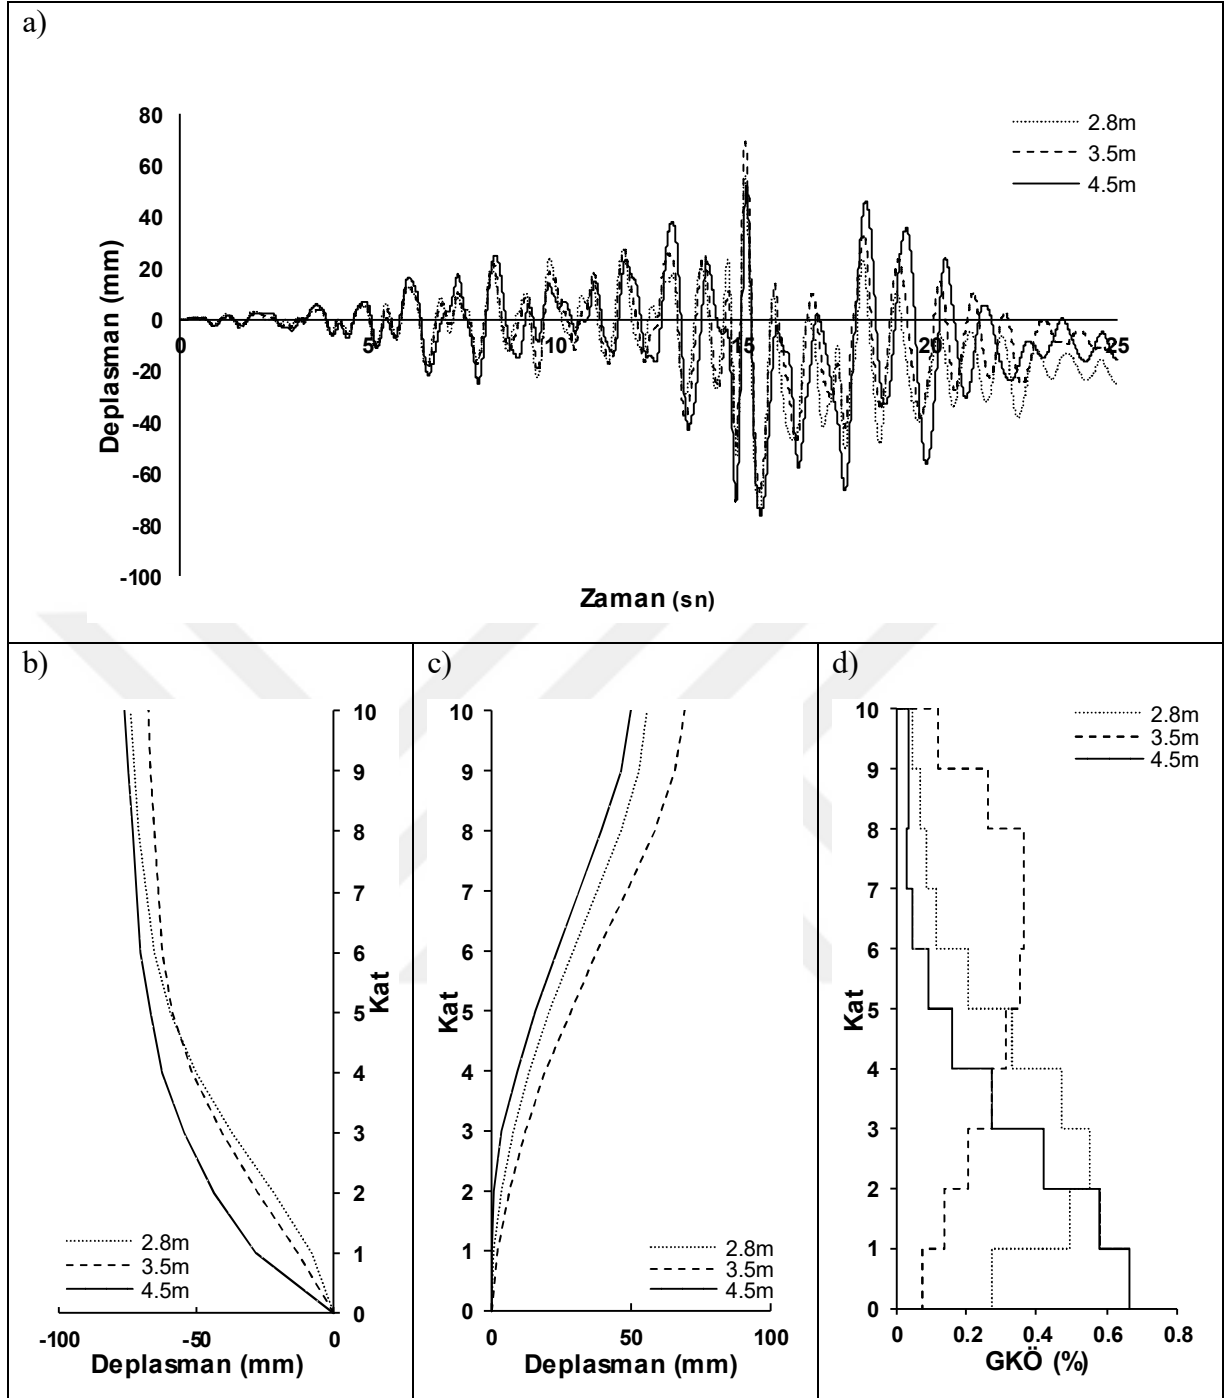 a)
80
60
40
20
0
-20
-40
-60
-80
-100
0
5
10
15
20
25
Deplasman (mm)
Zaman (sn)
2.8m
3.5m
4.5m
b)
10
9
8
7
6
5
4
3
2
1
0
Kat
2.8m
3.5m
4.5m
-100
-50
0
Deplasman (mm)
c)
10
9
8
7
6
5
4
3
2
1
0
Kat
2.8m
3.5m
4.5m
0
50
100
Deplasman (mm)
d)
10
9
8
7
6
5
4
3
2
1
0
Kat
2.8m
3.5m
4.5m
0
0.2
0.4
0.6
0.8
GKÖ (%)